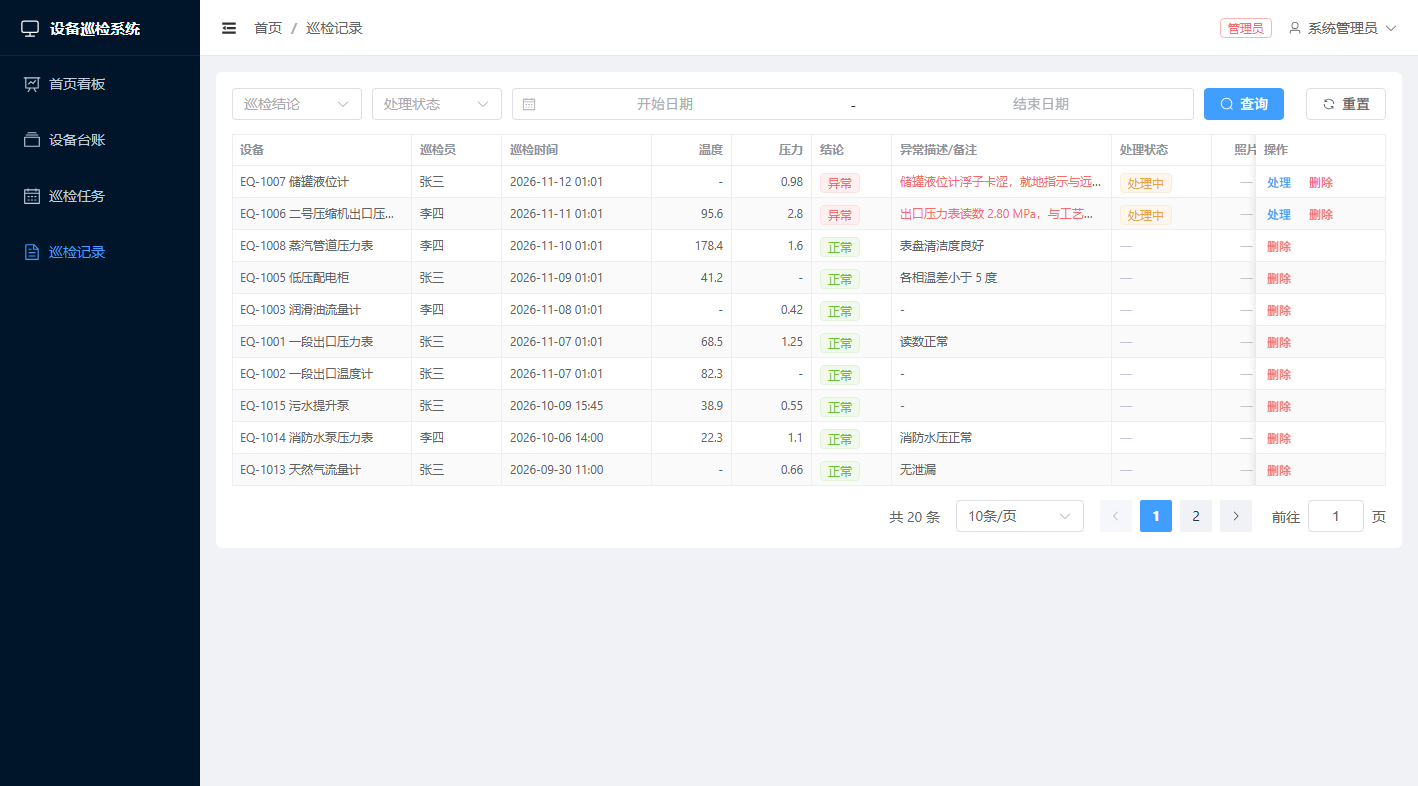 设备巡检系统
首页 / 巡检记录
管理员 系统管理员
首页看板
设备台账
巡检任务
巡检记录
巡检结论 处理状态 开始日期 - 结束日期 查询 重置
设备 巡检员 巡检时间 温度 压力 结论 异常描述/备注 处理状态 照片 操作
EQ-1007 储罐液位计 张三 2026-11-12 01:01 - 0.98 异常 储罐液位计浮子卡涩，就地指示与远... 处理中 — 处理 删除
EQ-1006 二号压缩机出口压... 李四 2026-11-11 01:01 95.6 2.8 异常 出口压力表读数 2.80 MPa，与工艺... 处理中 — 处理 删除
EQ-1008 蒸汽管道压力表 李四 2026-11-10 01:01 178.4 1.6 正常 表盘清洁度良好 — — 删除
EQ-1005 低压配电柜 张三 2026-11-09 01:01 41.2 - 正常 各相温差小于 5 度 — — 删除
EQ-1003 润滑油流量计 李四 2026-11-08 01:01 - 0.42 正常 - — — 删除
EQ-1001 一段出口压力表 张三 2026-11-07 01:01 68.5 1.25 正常 读数正常 — — 删除
EQ-1002 一段出口温度计 张三 2026-11-07 01:01 82.3 - 正常 - — — 删除
EQ-1015 污水提升泵 张三 2026-10-09 15:45 38.9 0.55 正常 - — — 删除
EQ-1014 消防水泵压力表 李四 2026-10-06 14:00 22.3 1.1 正常 消防水压正常 — — 删除
EQ-1013 天然气流量计 张三 2026-09-30 11:00 - 0.66 正常 无泄漏 — — 删除
共 20 条 10条/页 1 2 前往 1 页